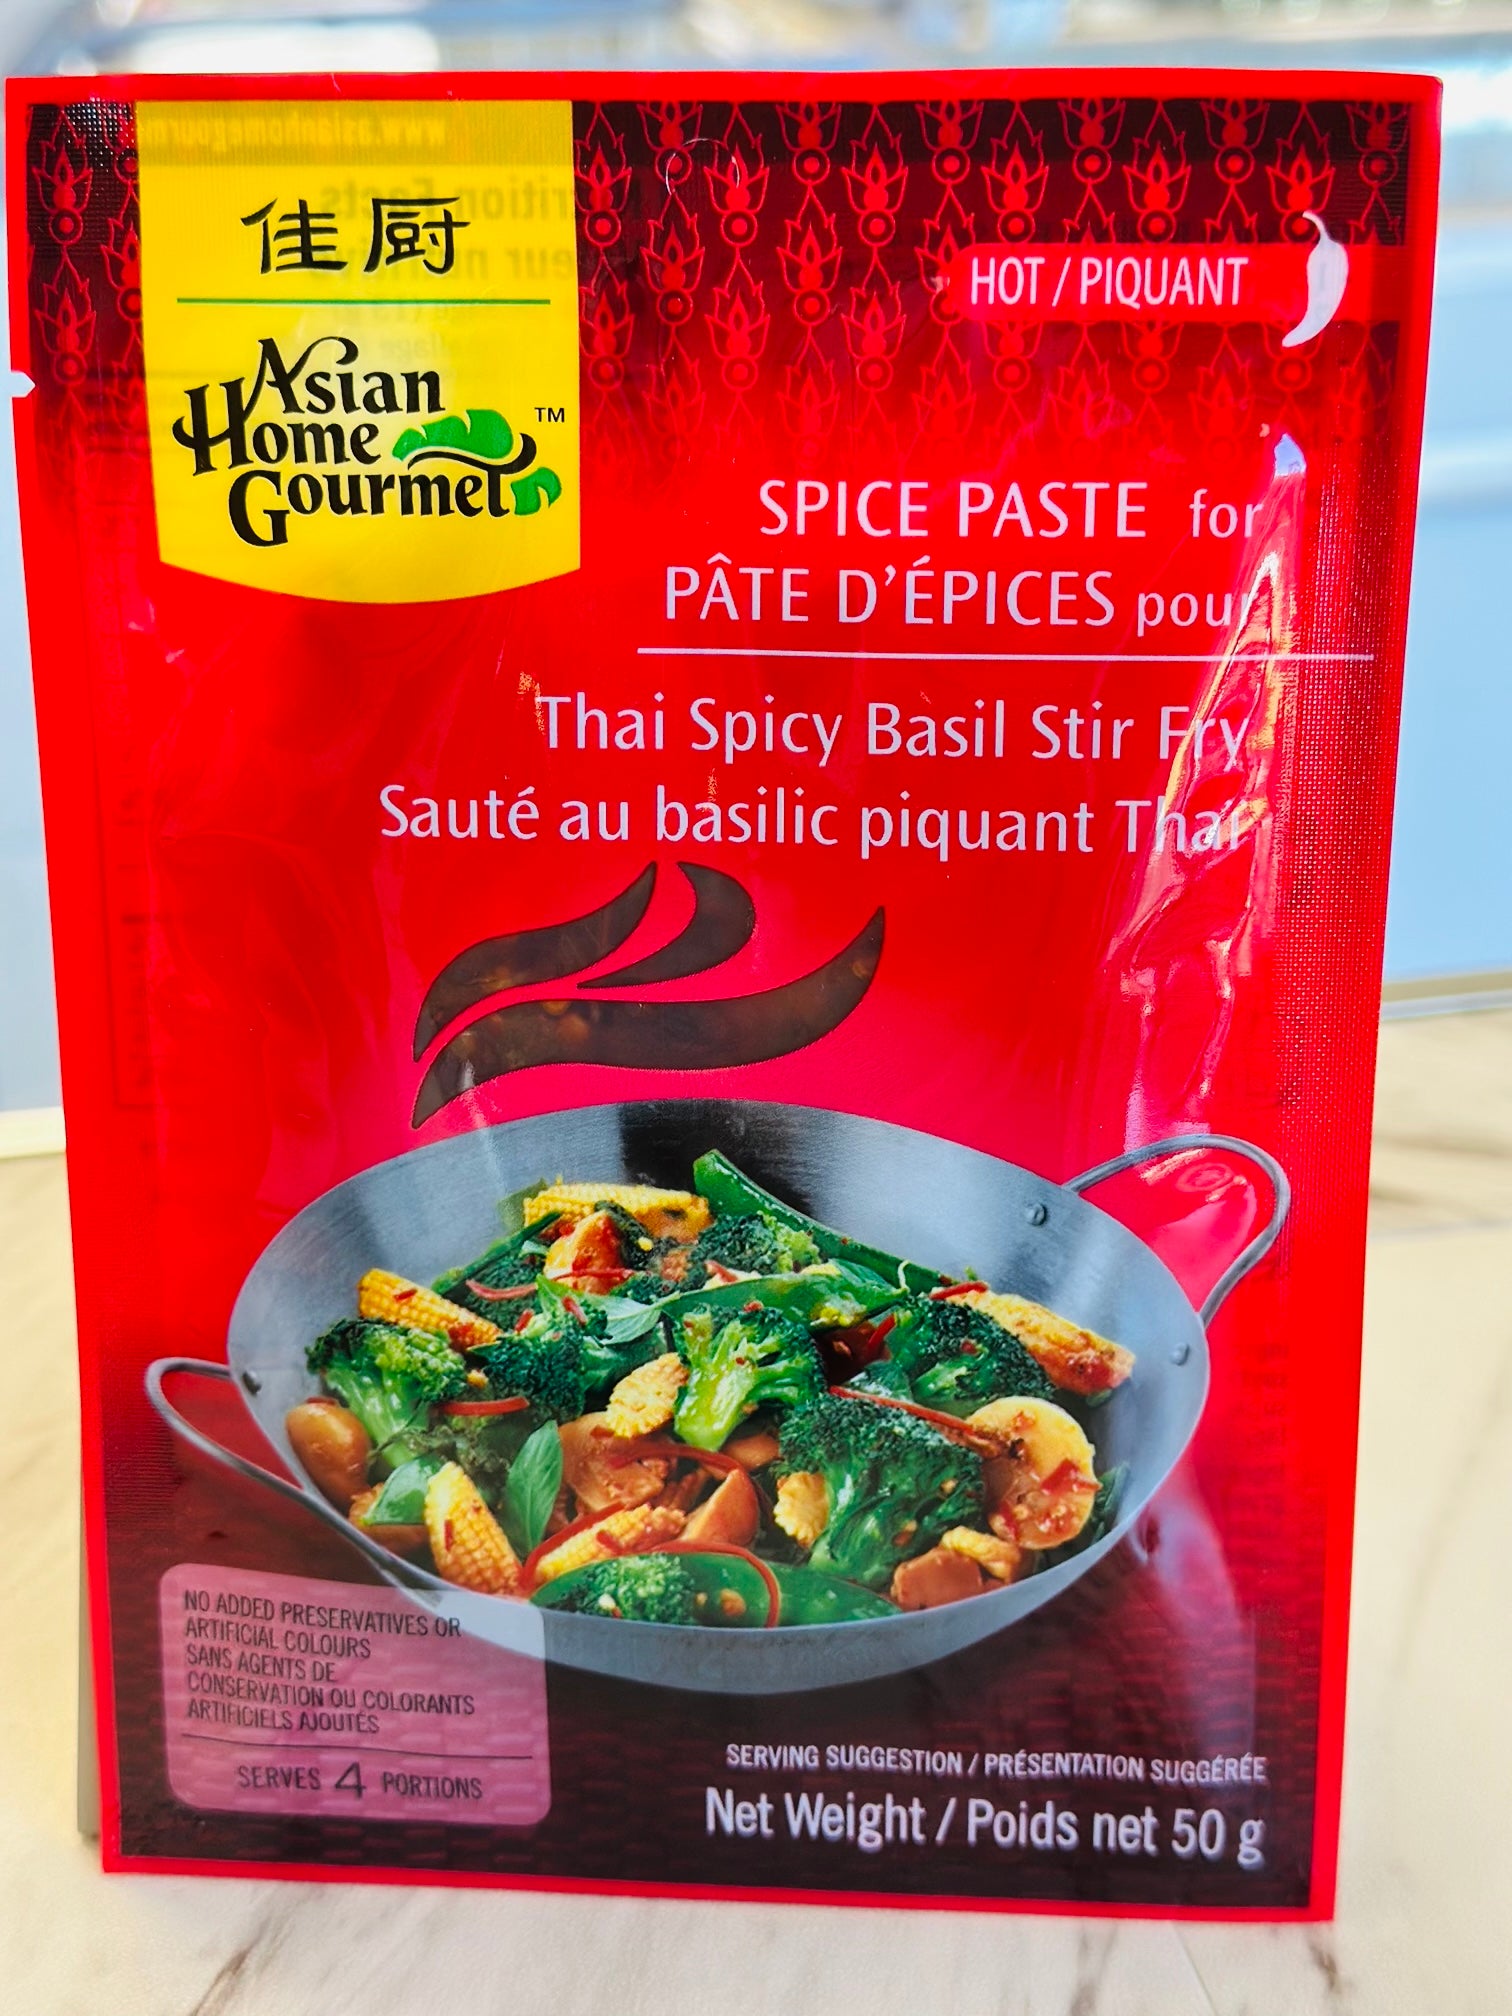 佳厨
Asian
Home
Gourmet™
HOT / PIQUANT
SPICE PASTE for
PÂTE D'ÉPICES pour
Thai Spicy Basil Stir Fry
Sauté au basilic piquant Thaï
NO ADDED PRESERVATIVES OR
ARTIFICIAL COLOURS
SANS AGENTS DE
CONSERVATION OU COLORANTS
ARTIFICIELS AJOUTÉS
SERVES 4 PORTIONS
SERVING SUGGESTION / PRÉSENTATION SUGGÉRÉE
Net Weight / Poids net 50 g